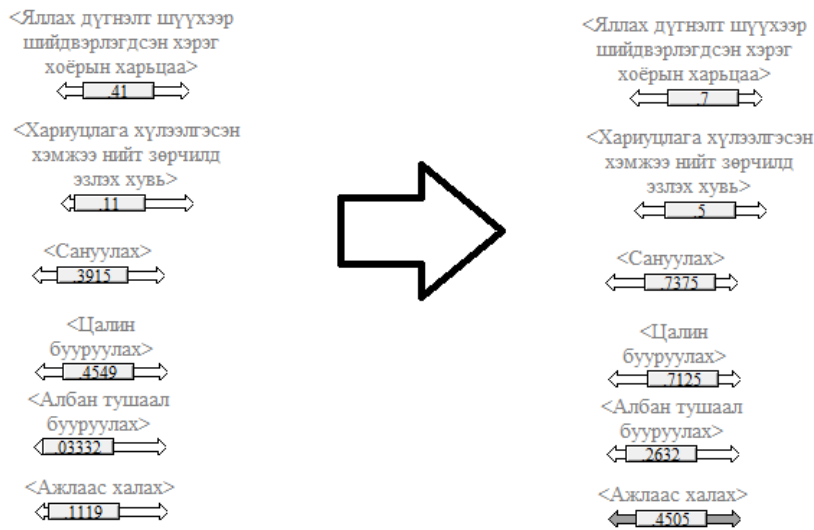 <Яллах дүгнэлт шүүхээр
шийдвэрлэгдсэн хэрэг
хоёрын харьцаа>
.41
<Хариуцлага хүлээлгэсэн
хэмжээ нийт зөрчилд
эзлэх хувь>
.11
<Сануулах>
.3915
<Цалин
бууруулах>
.4549
<Албан тушаал
бууруулах>
.03332
<Ажлаас халах>
.1119
<Яллах дүгнэлт шүүхээр
шийдвэрлэгдсэн хэрэг
хоёрын харьцаа>
.7
<Хариуцлага хүлээлгэсэн
хэмжээ нийт зөрчилд
эзлэх хувь>
.5
<Сануулах>
.7375
<Цалин
бууруулах>
.7125
<Албан тушаал
бууруулах>
.2632
<Ажлаас халах>
.4505